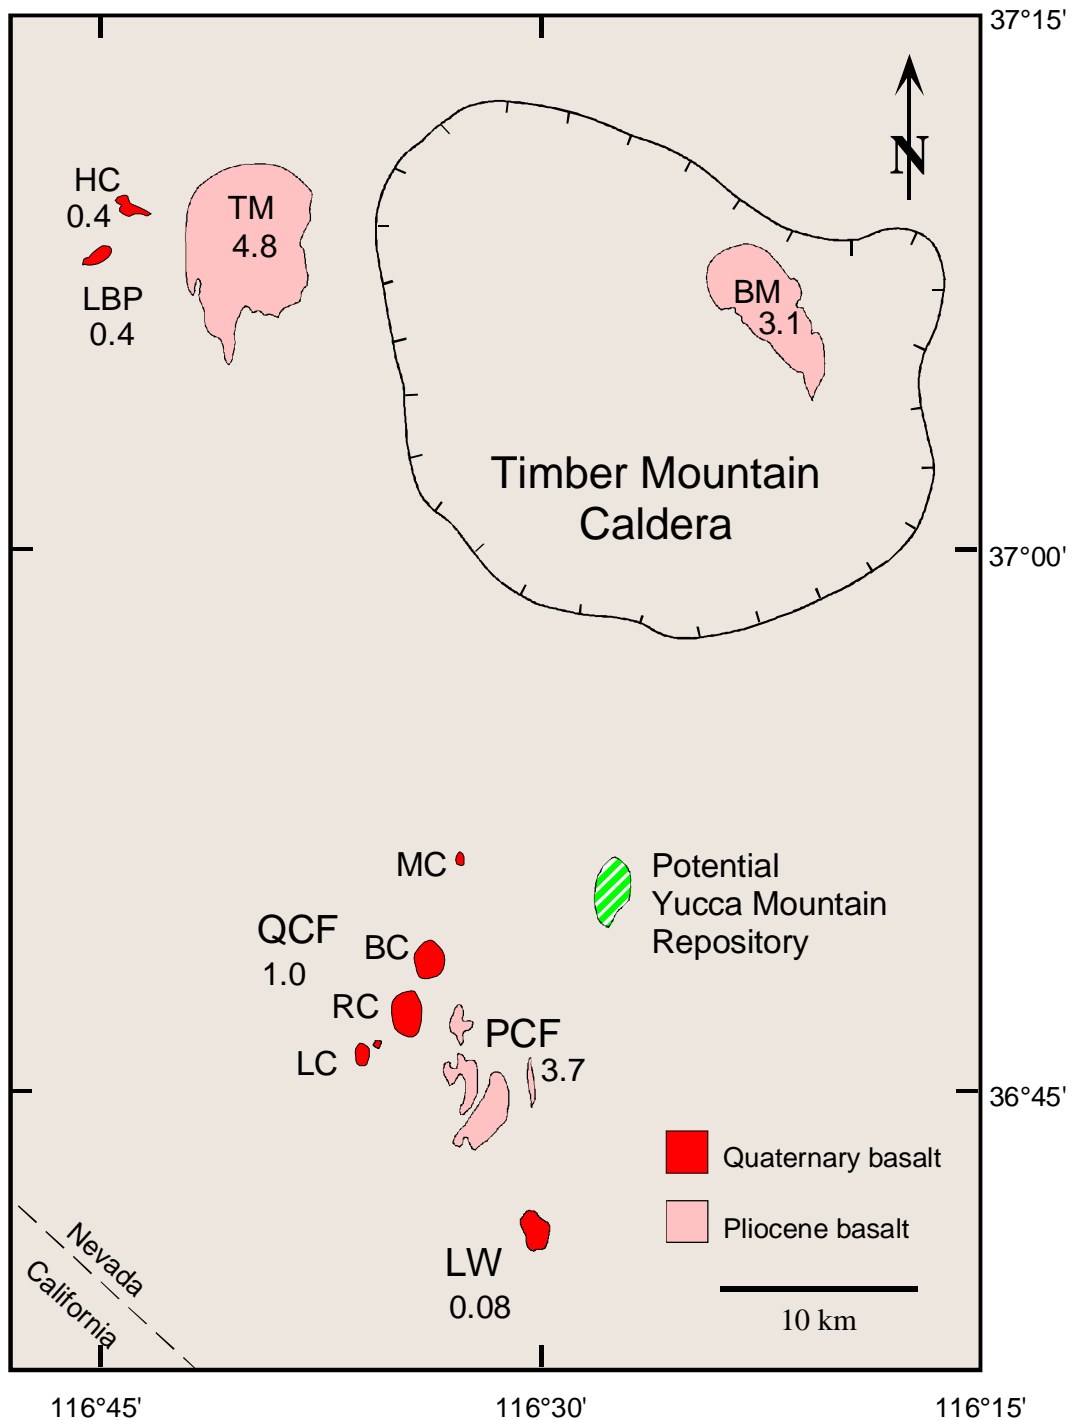 37°15'
N
HC
0.4
TM
4.8
LBP
0.4
BM
3.1
Timber Mountain
Caldera
37°00'
MC
Potential
Yucca Mountain
Repository
QCF
1.0
BC
RC
PCF
3.7
LC
36°45'
Quaternary basalt
Pliocene basalt
Nevada
California
LW
0.08
10 km
116°45'
116°30'
116°15'